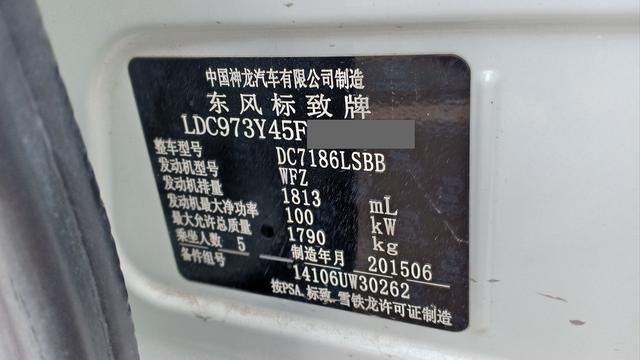 中国神龙汽车有限公司制造
东风标致牌
LDC973Y45F
整车型号 DC7186LSBB
发动机型号 WFZ
发动机排量 1813 mL
发动机最大净功率 100 kW
最大允许总质量 1790 kg
乘坐人数 5 制造年月 201506
备件组号 14106UW30262
按PSA.标致.雪铁龙许可证制造